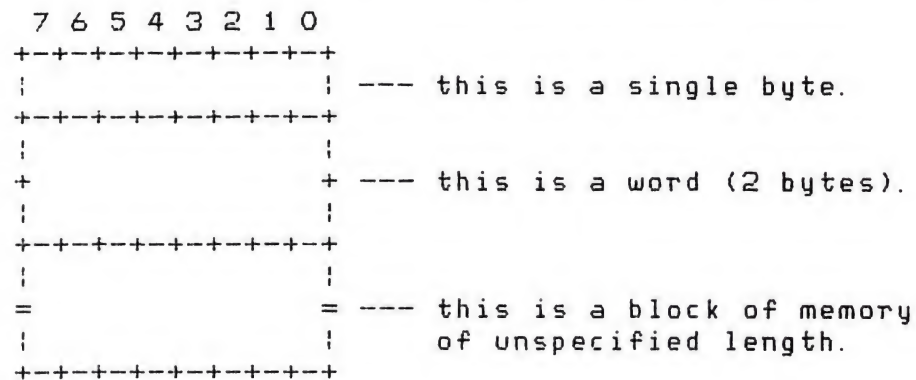 7 6 5 4 3 2 1 0
+-+-+-+-+-+-+-+-+
¦               ¦ --- this is a single byte.
+-+-+-+-+-+-+-+-+
¦               ¦
+               + --- this is a word (2 bytes).
¦               ¦
+-+-+-+-+-+-+-+-+
¦               ¦
=               = --- this is a block of memory
¦               ¦     of unspecified length.
+-+-+-+-+-+-+-+-+